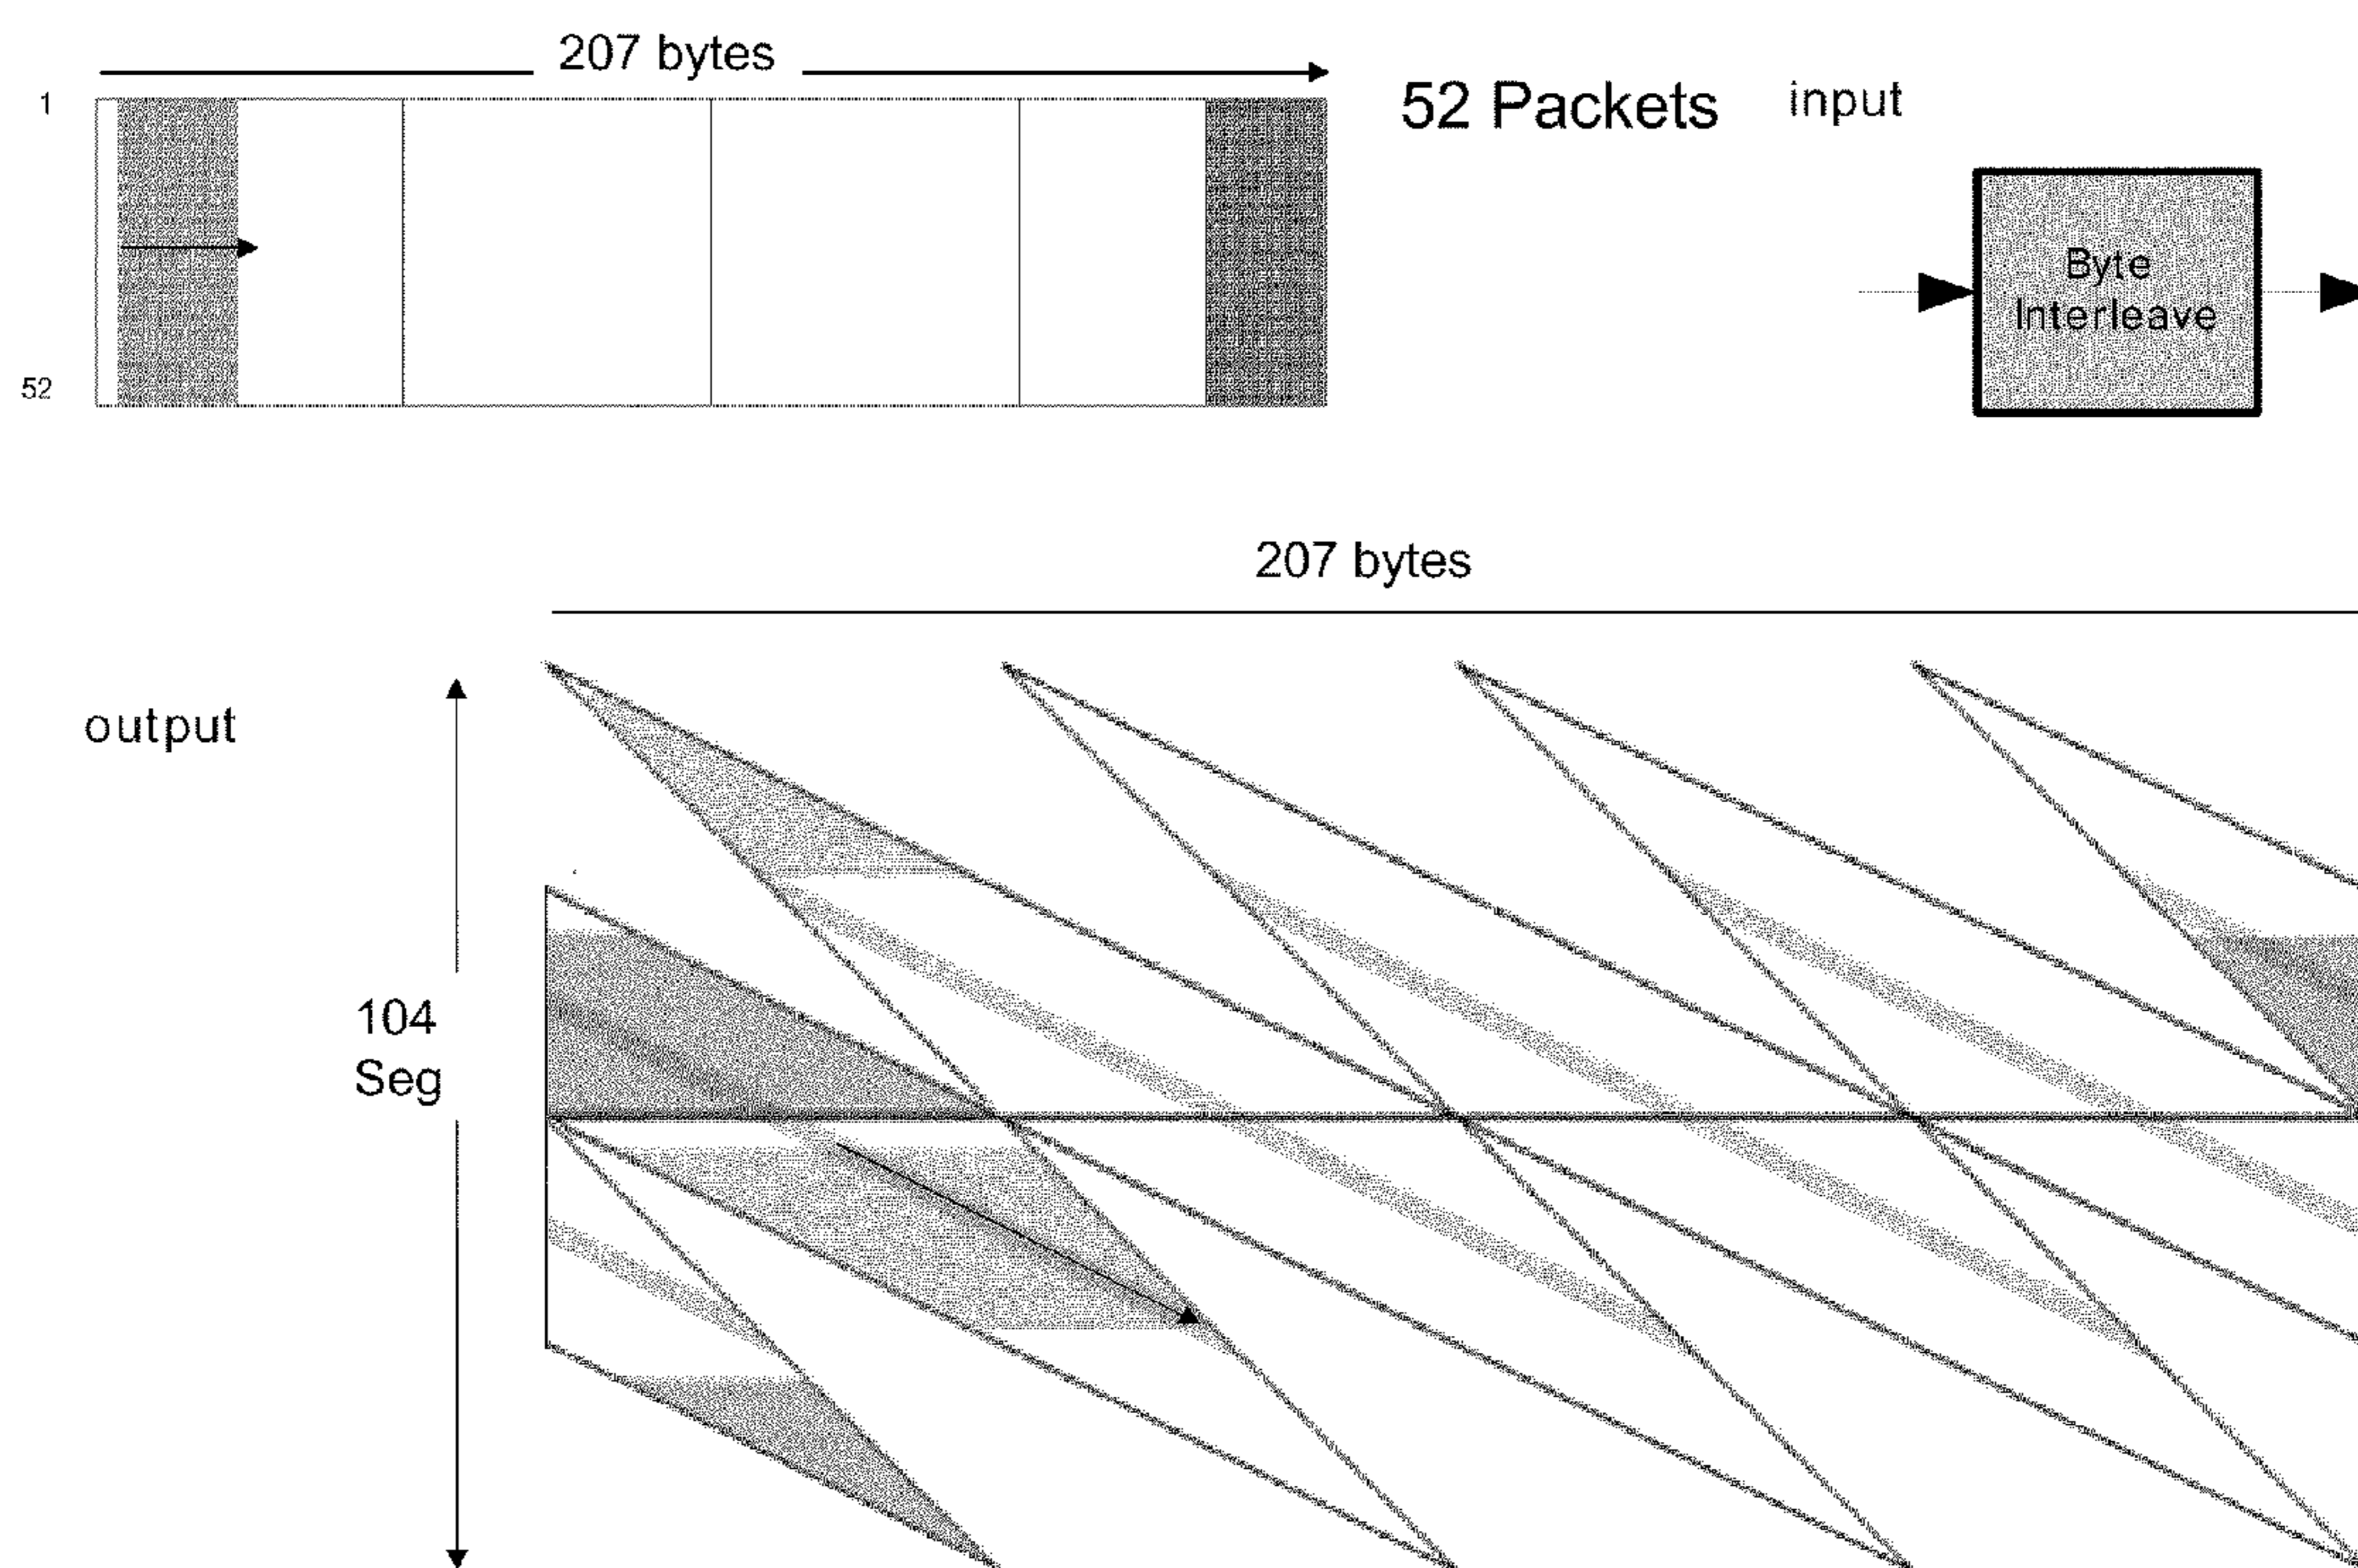 207 bytes
1
52 Packets
input
Byte
Interleave
52
207 bytes
output
104
Seg